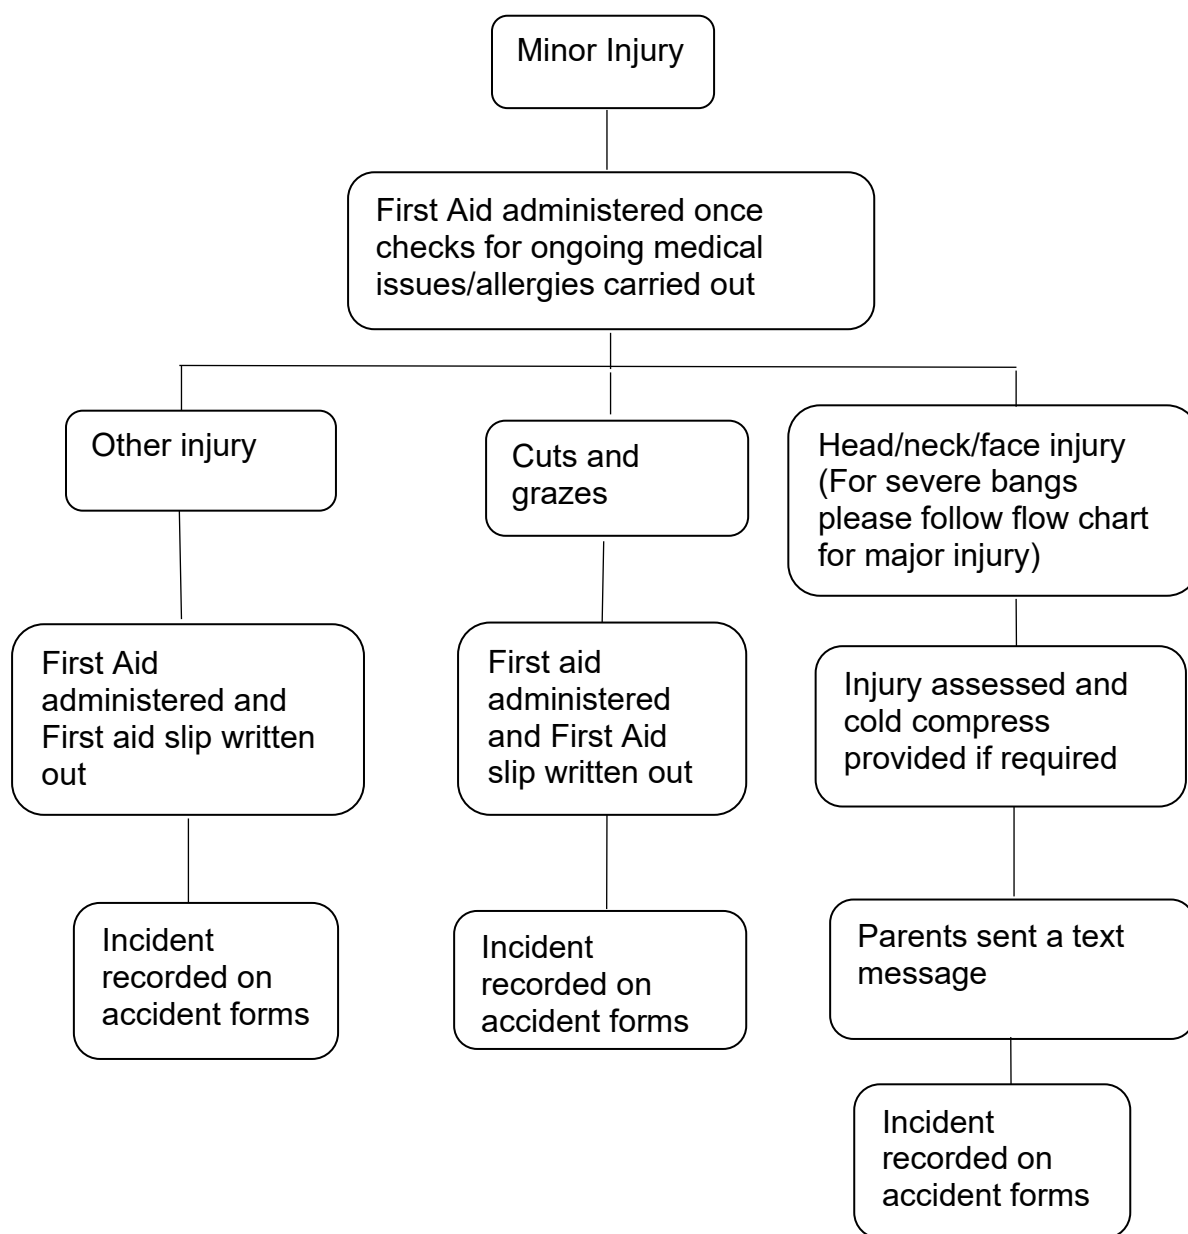 Minor Injury
First Aid administered once
checks for ongoing medical
issues/allergies carried out
Other injury
Cuts and
grazes
Head/neck/face injury
(For severe bangs
please follow flow chart
for major injury)
First Aid
administered and
First aid slip written
out
First aid
administered
and First Aid
slip written out
Injury assessed and
cold compress
provided if required
Incident
recorded on
accident forms
Incident
recorded on
accident forms
Parents sent a text
message
Incident
recorded on
accident forms